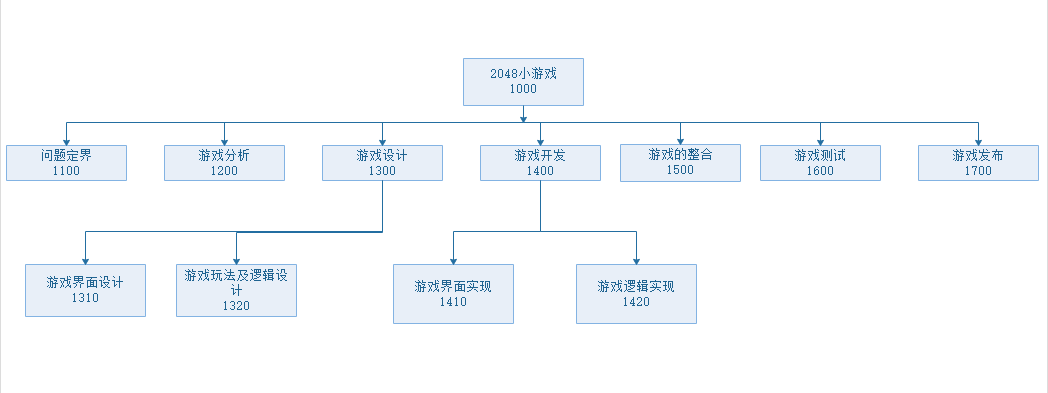 2048小游戏
1000
问题定界
1100
游戏分析
1200
游戏设计
1300
游戏开发
1400
游戏的整合
1500
游戏测试
1600
游戏发布
1700
游戏界面设计
1310
游戏玩法及逻辑设
计
1320
游戏界面实现
1410
游戏逻辑实现
1420